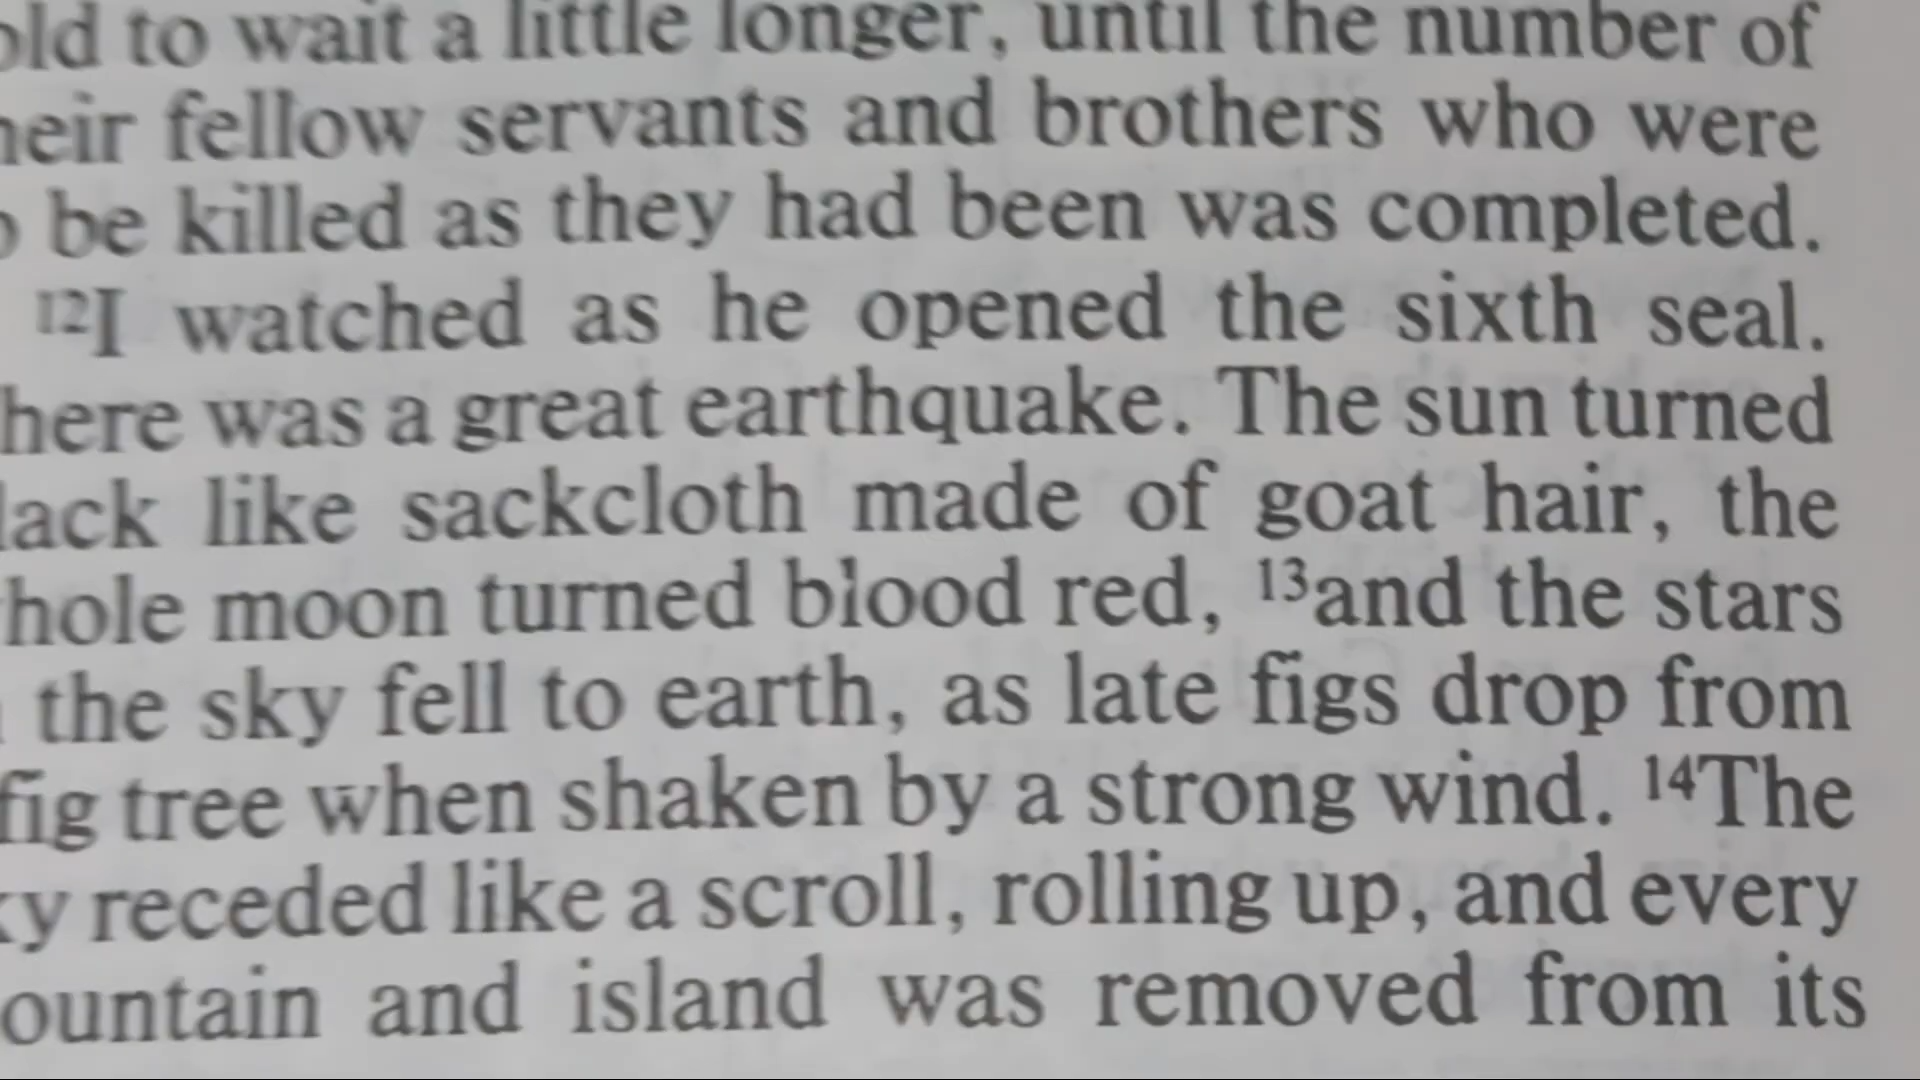 old to wait a little longer, until the number of
heir fellow servants and brothers who were
o be killed as they had been was completed.
¹²I watched as he opened the sixth seal.
here was a great earthquake. The sun turned
lack like sackcloth made of goat hair, the
hole moon turned blood red, ¹³and the stars
the sky fell to earth, as late figs drop from
fig tree when shaken by a strong wind. ¹⁴The
ky receded like a scroll, rolling up, and every
ountain and island was removed from its